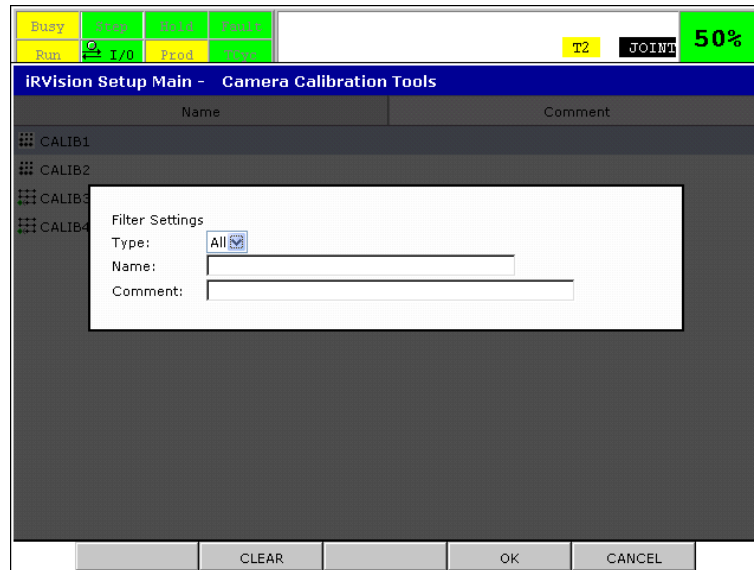 Busy Step Hold Fault
Run I/O Prod TCyc
T2 JOINT 50%
iRVision Setup Main - Camera Calibration Tools
Name Comment
CALIB1
CALIB2
CALIB3
CALIB4
Filter Settings
Type: All
Name:
Comment:
CLEAR OK CANCEL